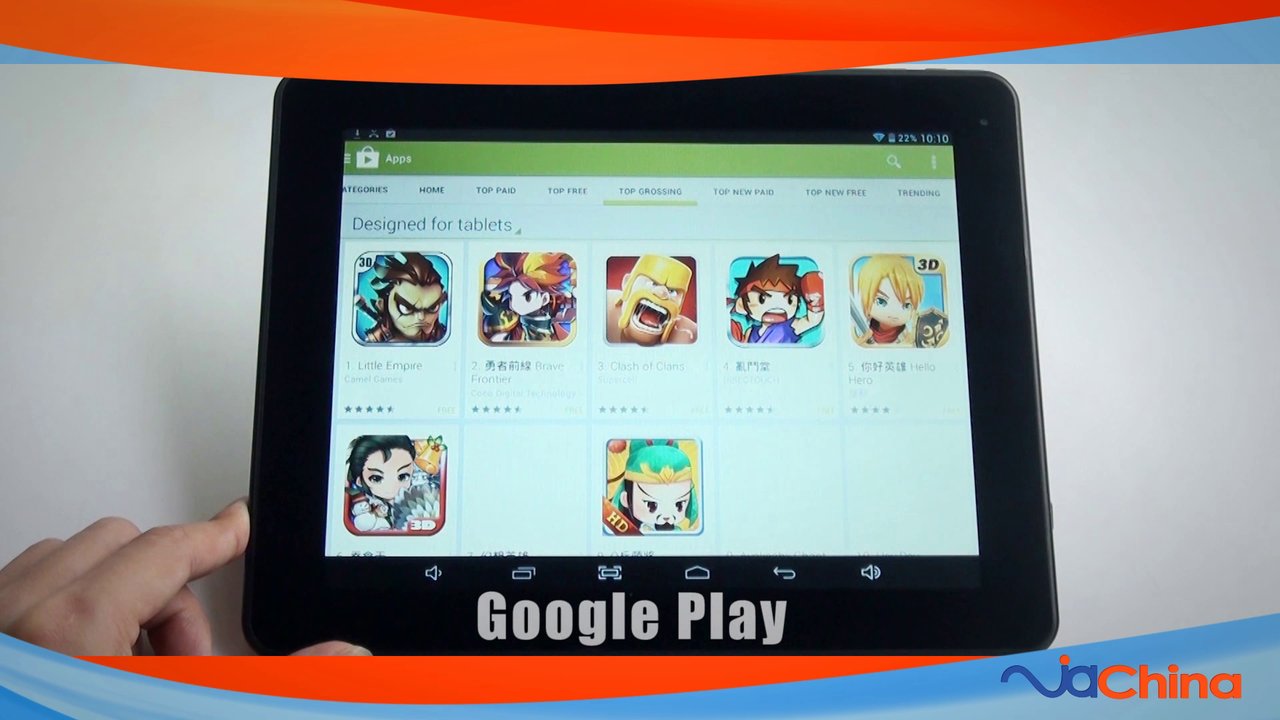 22% 10:10
Apps
ATEGORIES HOME TOP PAID TOP FREE TOP GROSSING TOP NEW PAID TOP NEW FREE TRENDING
Designed for tablets
3D
3D
1. Little Empire
Camel Games
FREE
2. 勇者前線 Brave
Frontier
Coco Digital Technology
FREE
3. Clash of Clans
Supercell
FREE
4. 亂鬥堂
FREE
5. 你好英雄 Hello
Hero
FREE
3D
HD
Google Play
ViaChina